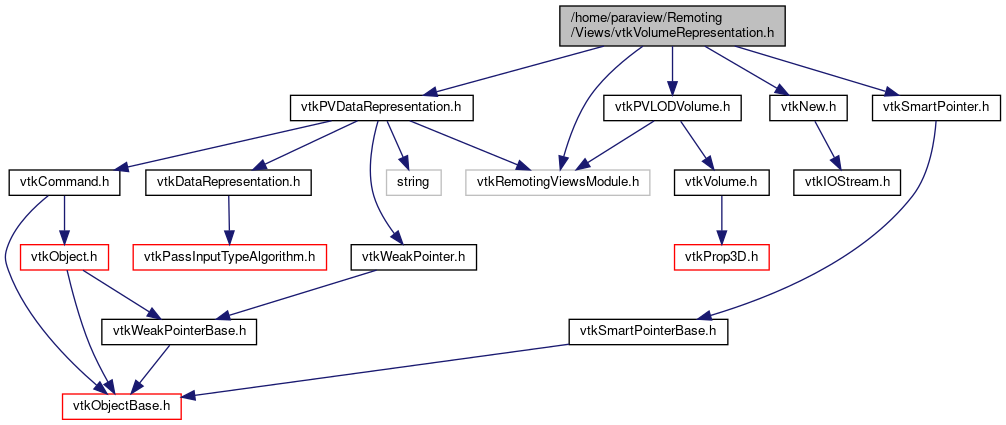 /home/paraview/Remoting
/Views/vtkVolumeRepresentation.h
vtkPVDataRepresentation.h
vtkPVLODVolume.h
vtkNew.h
vtkSmartPointer.h
vtkCommand.h
vtkDataRepresentation.h
string
vtkRemotingViewsModule.h
vtkVolume.h
vtkIOStream.h
vtkObject.h
vtkPassInputTypeAlgorithm.h
vtkWeakPointer.h
vtkProp3D.h
vtkWeakPointerBase.h
vtkSmartPointerBase.h
vtkObjectBase.h